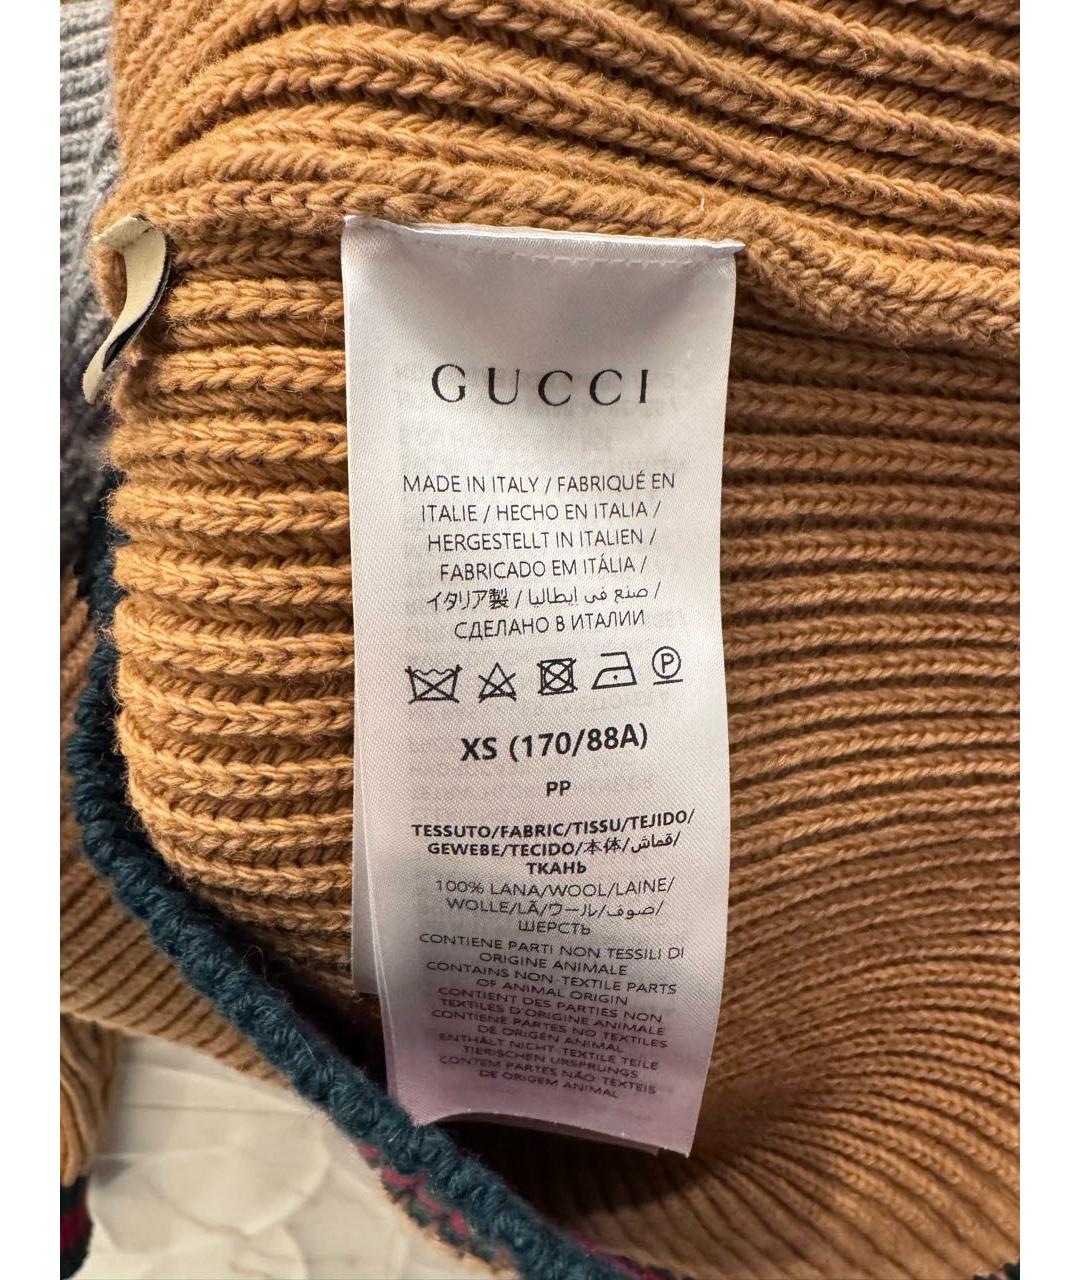 GUCCI
MADE IN ITALY / FABRIQUÉ EN
ITALIE / HECHO EN ITALIA /
HERGESTELLT IN ITALIEN /
FABRICADO EM ITÁLIA /
イタリア製 / صنع في إيطاليا /
СДЕЛАНО В ИТАЛИИ
P
XS (170/88A)
PP
TESSUTO/FABRIC/TISSU/TEJIDO/
GEWEBE/TECIDO/本体/قماش/
ТКАНЬ
100% LANA/WOOL/LAINE/
WOLLE/LÃ/ウール/صوف/
ШЕРСТЬ
CONTIENE PARTI NON TESSILI DI
ORIGINE ANIMALE
CONTAINS NON-TEXTILE PARTS
OF ANIMAL ORIGIN
CONTIENT DES PARTIES NON
TEXTILES D'ORIGINE ANIMALE
CONTIENE PARTES NO TEXTILES
DE ORIGEN ANIMAL
ENTHÄLT NICHT-TEXTILE TEILE
TIERISCHEN URSPRUNGS
CONTEM PARTES NÃO TEXTEIS
DE ORIGEM ANIMAL